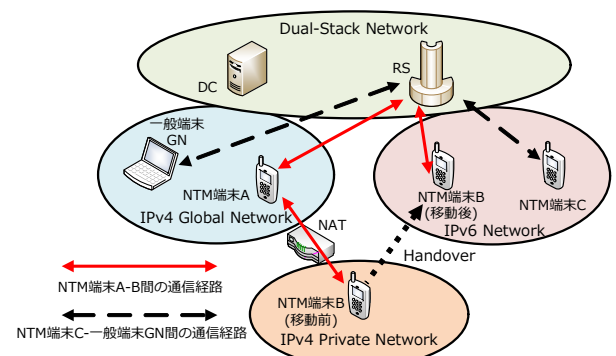 Dual-Stack Network
RS
DC
一般端末
GN
NTM端末A
IPv4 Global Network
NTM端末B
(移動後)
NTM端末C
IPv6 Network
NAT
Handover
NTM端末A-B間の通信経路
NTM端末B
(移動前)
NTM端末C-一般端末GN間の通信経路
IPv4 Private Network